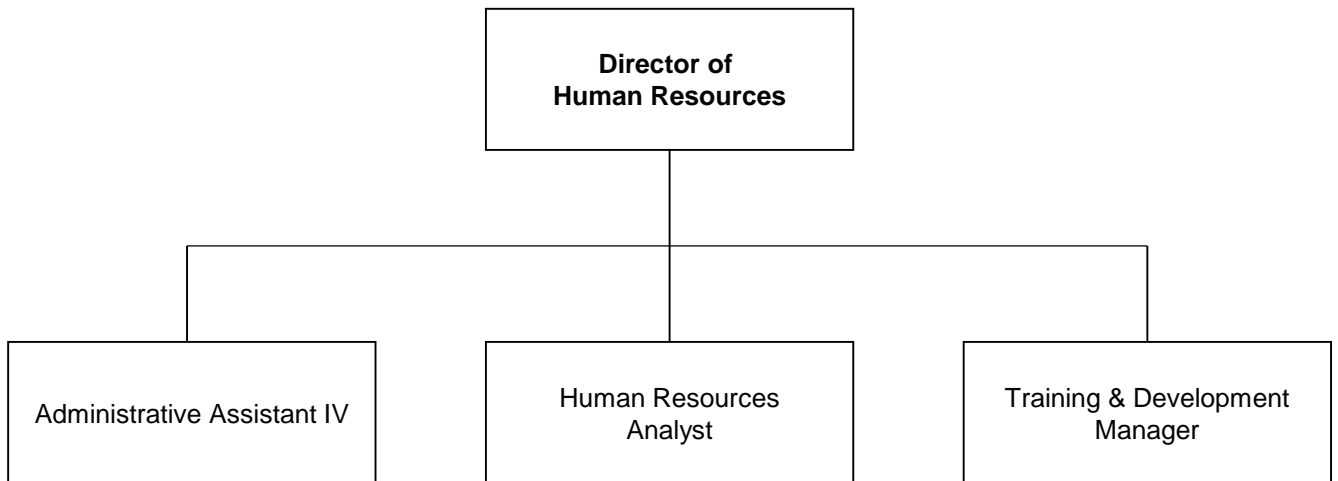 Director of
Human Resources
Administrative Assistant IV
Human Resources
Analyst
Training & Development
Manager